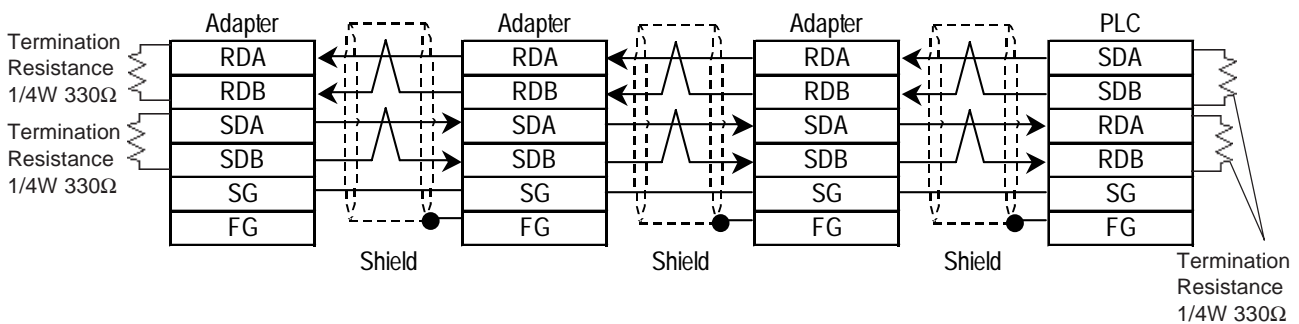 Adapter
Adapter
Adapter
PLC
Termination
Resistance
1/4W 330Ω
Termination
Resistance
1/4W 330Ω
RDA
RDB
SDA
SDB
SG
FG
RDA
RDB
SDA
SDB
SG
FG
RDA
RDB
SDA
SDB
SG
FG
SDA
SDB
RDA
RDB
SG
FG
Shield
Shield
Shield
Termination
Resistance
1/4W 330Ω